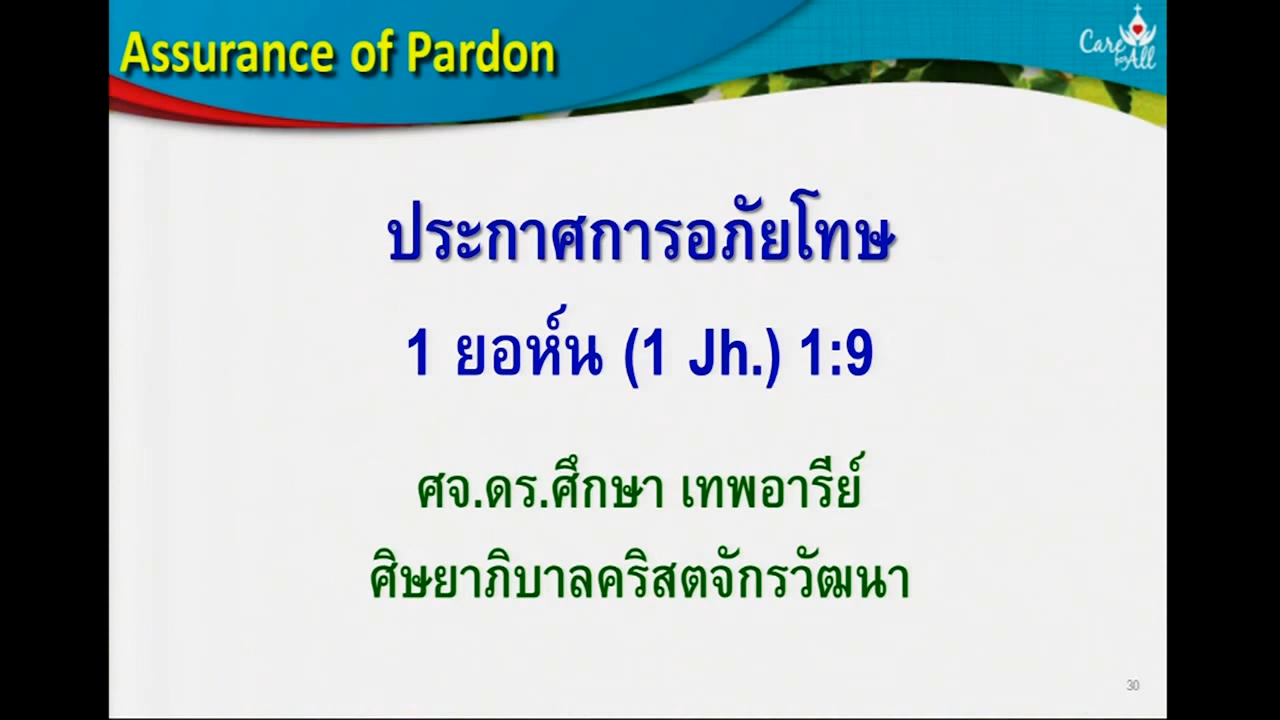 Assurance of Pardon
Care
for All
ประกาศการอภัยโทษ
1 ยอห์น (1 Jh.) 1:9
ศจ.ดร.ศึกษา เทพอารีย์
ศิษยาภิบาลคริสตจักรวัฒนา
30